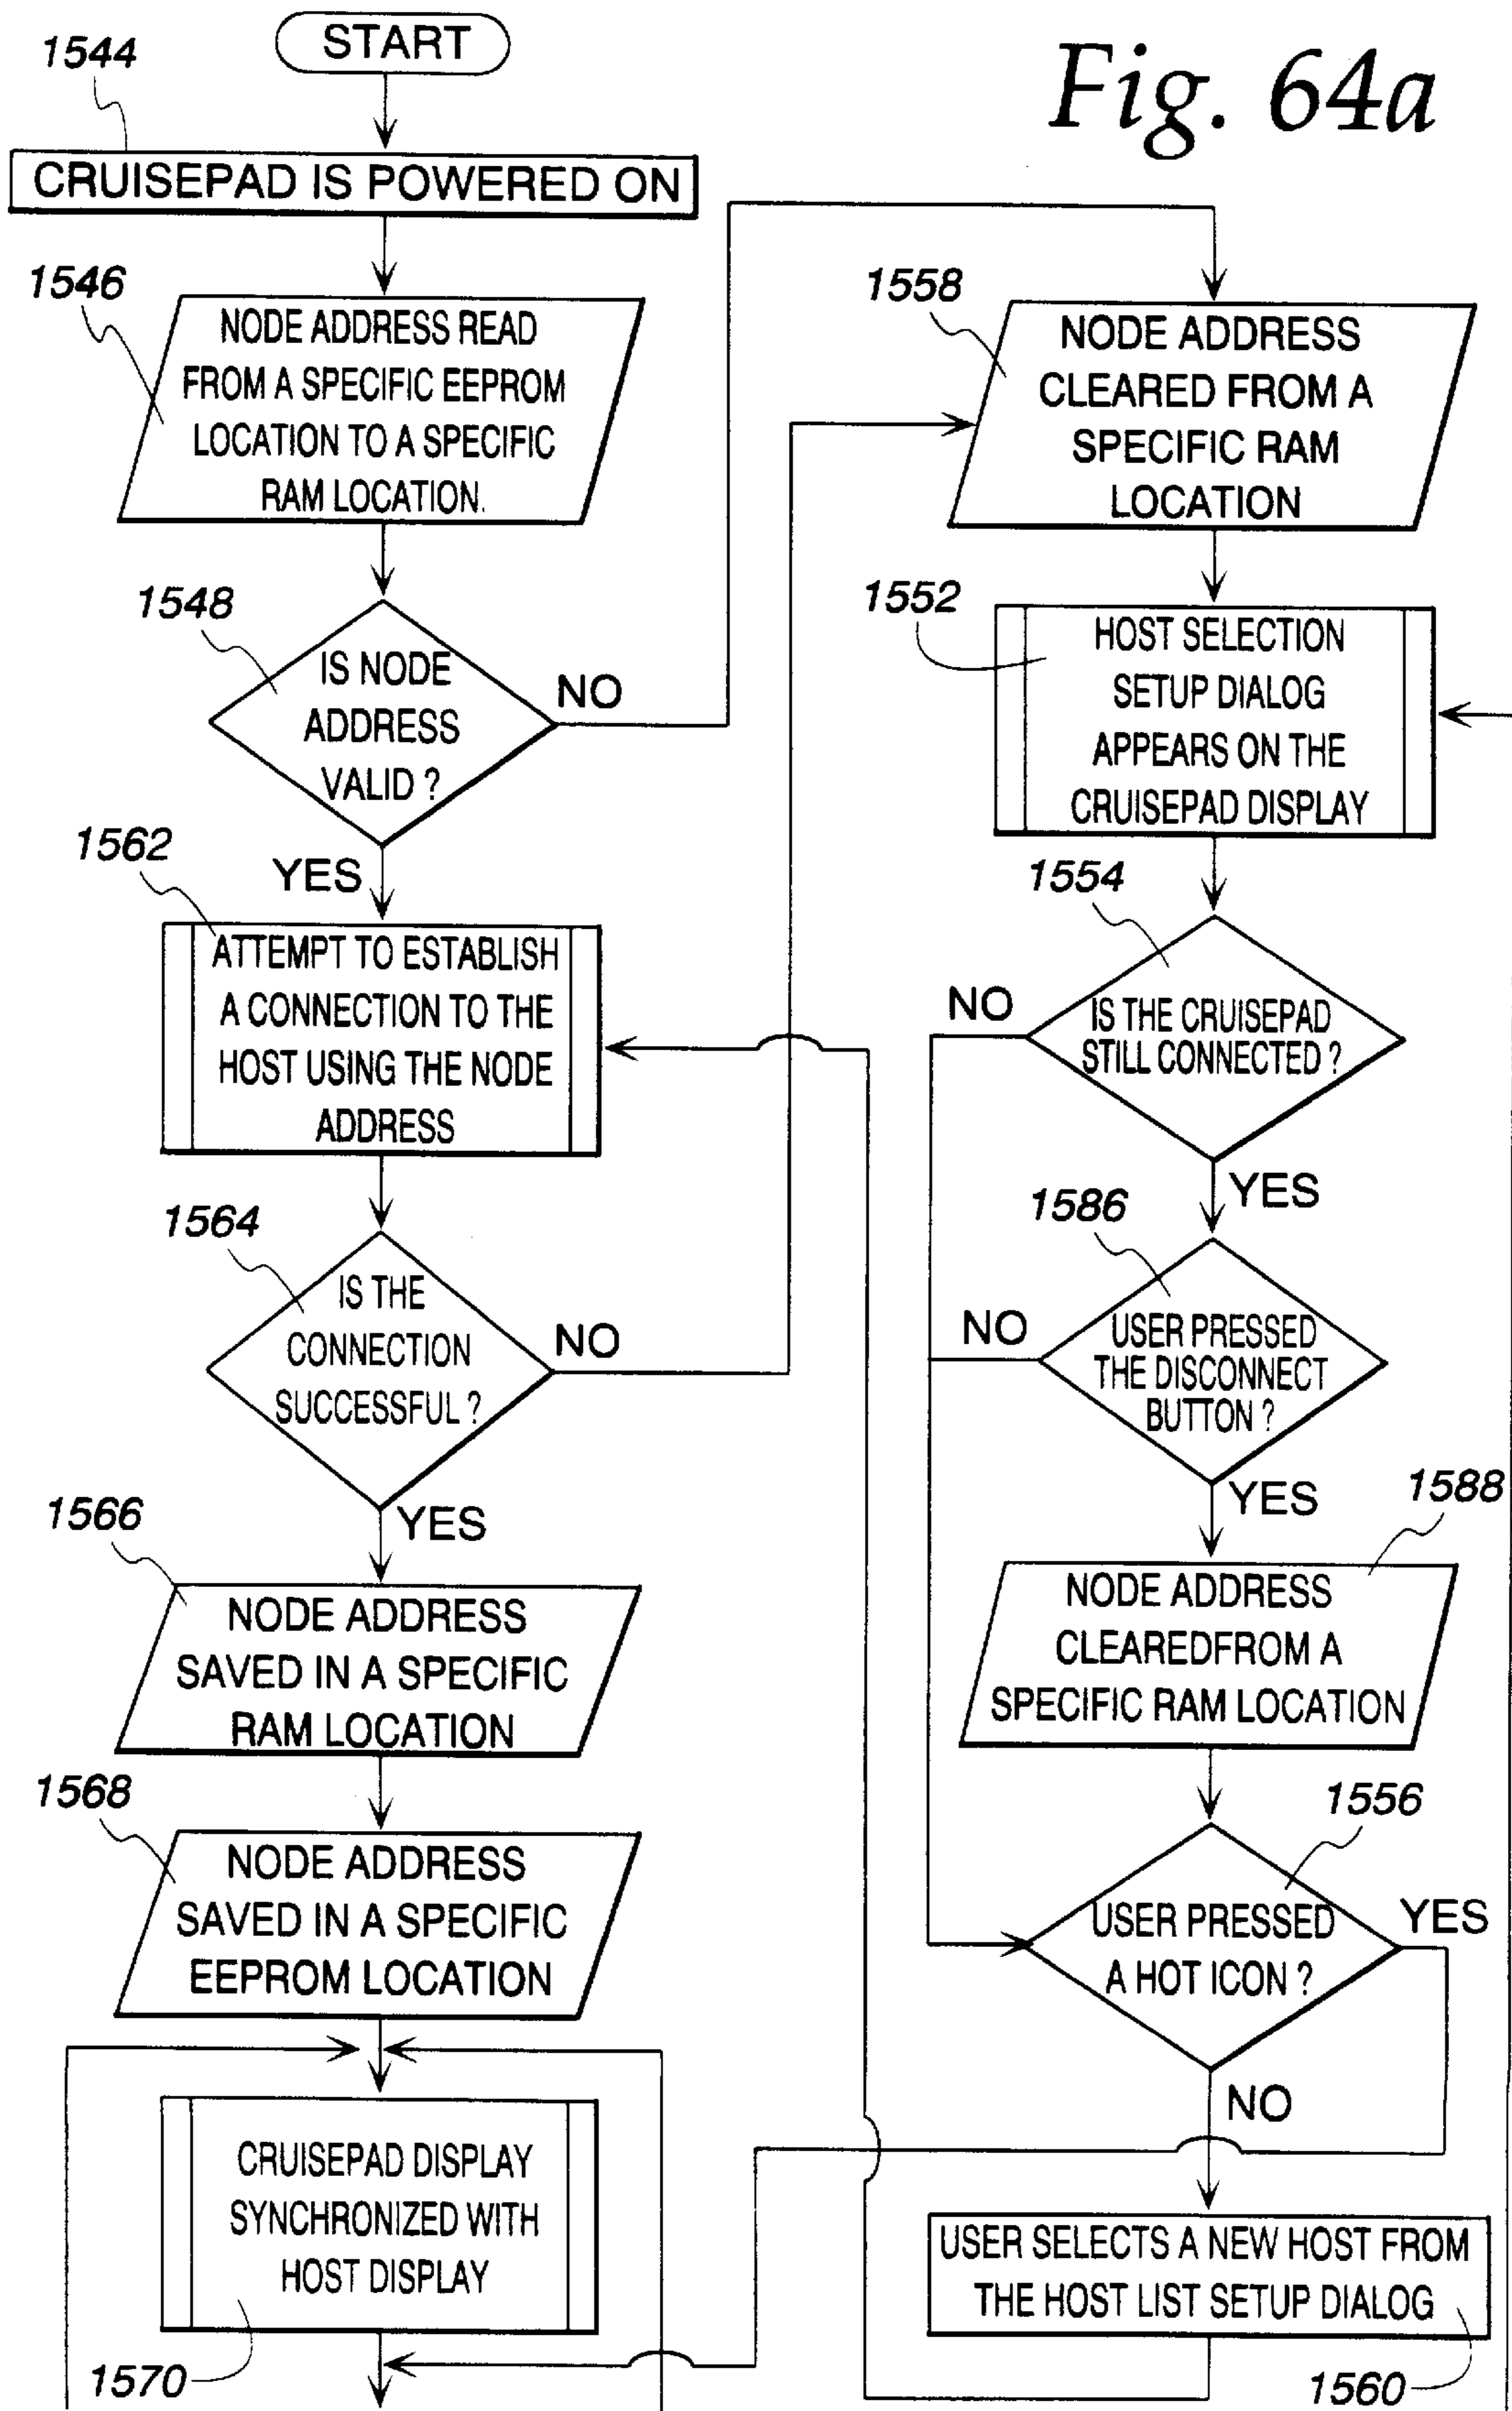 Fig. 64a
START
1544
CRUISEPAD IS POWERED ON
1546
NODE ADDRESS READ
FROM A SPECIFIC EEPROM
LOCATION TO A SPECIFIC
RAM LOCATION.
1548
IS NODE
ADDRESS
VALID ?
NO
YES
1562
ATTEMPT TO ESTABLISH
A CONNECTION TO THE
HOST USING THE NODE
ADDRESS
1564
IS THE
CONNECTION
SUCCESSFUL ?
NO
YES
1566
NODE ADDRESS
SAVED IN A SPECIFIC
RAM LOCATION
1568
NODE ADDRESS
SAVED IN A SPECIFIC
EEPROM LOCATION
CRUISEPAD DISPLAY
SYNCHRONIZED WITH
HOST DISPLAY
1570
1558
NODE ADDRESS
CLEARED FROM A
SPECIFIC RAM
LOCATION
1552
HOST SELECTION
SETUP DIALOG
APPEARS ON THE
CRUISEPAD DISPLAY
1554
NO
IS THE CRUISEPAD
STILL CONNECTED ?
YES
1586
NO
USER PRESSED
THE DISCONNECT
BUTTON ?
YES
1588
NODE ADDRESS
CLEAREDFROM A
SPECIFIC RAM LOCATION
1556
USER PRESSED
A HOT ICON ?
YES
NO
USER SELECTS A NEW HOST FROM
THE HOST LIST SETUP DIALOG
1560